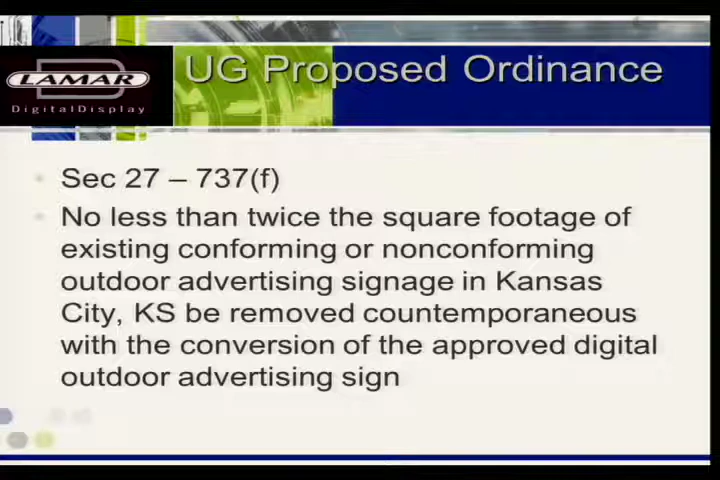 LAMAR
DigitalDisplay
UG Proposed Ordinance
Sec 27 – 737(f)
No less than twice the square footage of
existing conforming or nonconforming
outdoor advertising signage in Kansas
City, KS be removed countemporaneous
with the conversion of the approved digital
outdoor advertising sign